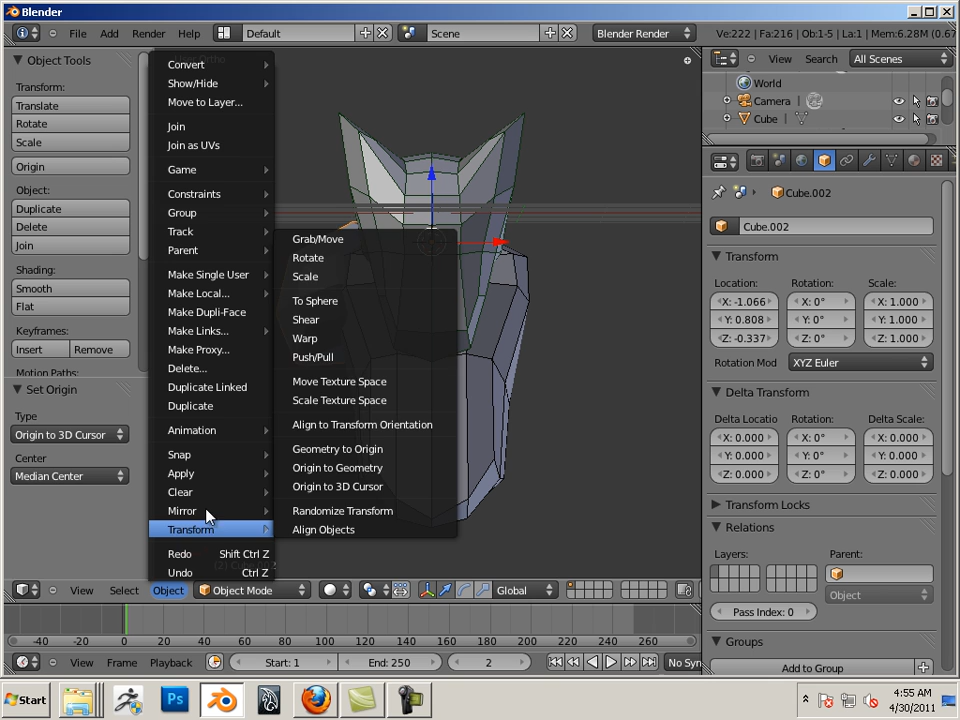 Blender
File Add Render Help Default Scene Blender Render Ve:222 | Fa:216 | Ob:1-5 | La:1 | Mem:6.28M (0.67
Object Tools
Transform:
Translate
Rotate
Scale
Origin
Object:
Duplicate
Delete
Join
Shading:
Smooth
Flat
Keyframes:
Insert Remove
Motion Paths:
Set Origin
Type
Origin to 3D Cursor
Center
Median Center
Convert
Show/Hide
Move to Layer...
Join
Join as UVs
Game
Constraints
Group
Track
Parent
Make Single User
Make Local...
Make Dupli-Face
Make Links...
Make Proxy...
Delete...
Duplicate Linked
Duplicate
Animation
Snap
Apply
Clear
Mirror
Transform
Redo Shift Ctrl Z
Undo Ctrl Z
Grab/Move
Rotate
Scale
To Sphere
Shear
Warp
Push/Pull
Move Texture Space
Scale Texture Space
Align to Transform Orientation
Geometry to Origin
Origin to Geometry
Origin to 3D Cursor
Randomize Transform
Align Objects
View Search All Scenes
World
Camera
Cube
Cube.002
Cube.002
Transform
Location: Rotation: Scale:
X: -1.066 X: 0° X: 1.000
Y: 0.808 Y: 0° Y: 1.000
Z: -0.337 Z: 0° Z: 1.000
Rotation Mod XYZ Euler
Delta Transform
Delta Locatio Rotation: Delta Scale:
X: 0.000 X: 0° X: 0.000
Y: 0.000 Y: 0° Y: 0.000
Z: 0.000 Z: 0° Z: 0.000
Transform Locks
Relations
Layers: Parent:
Object
Pass Index: 0
Groups
Add to Group
View Select Object Object Mode Global
-40 -20 0 20 40 60 80 100 120 140 160 180 200 220 240 260
View Frame Playback Start: 1 End: 250 2 No Syn
Start Ps 4:55 AM
4/30/2011